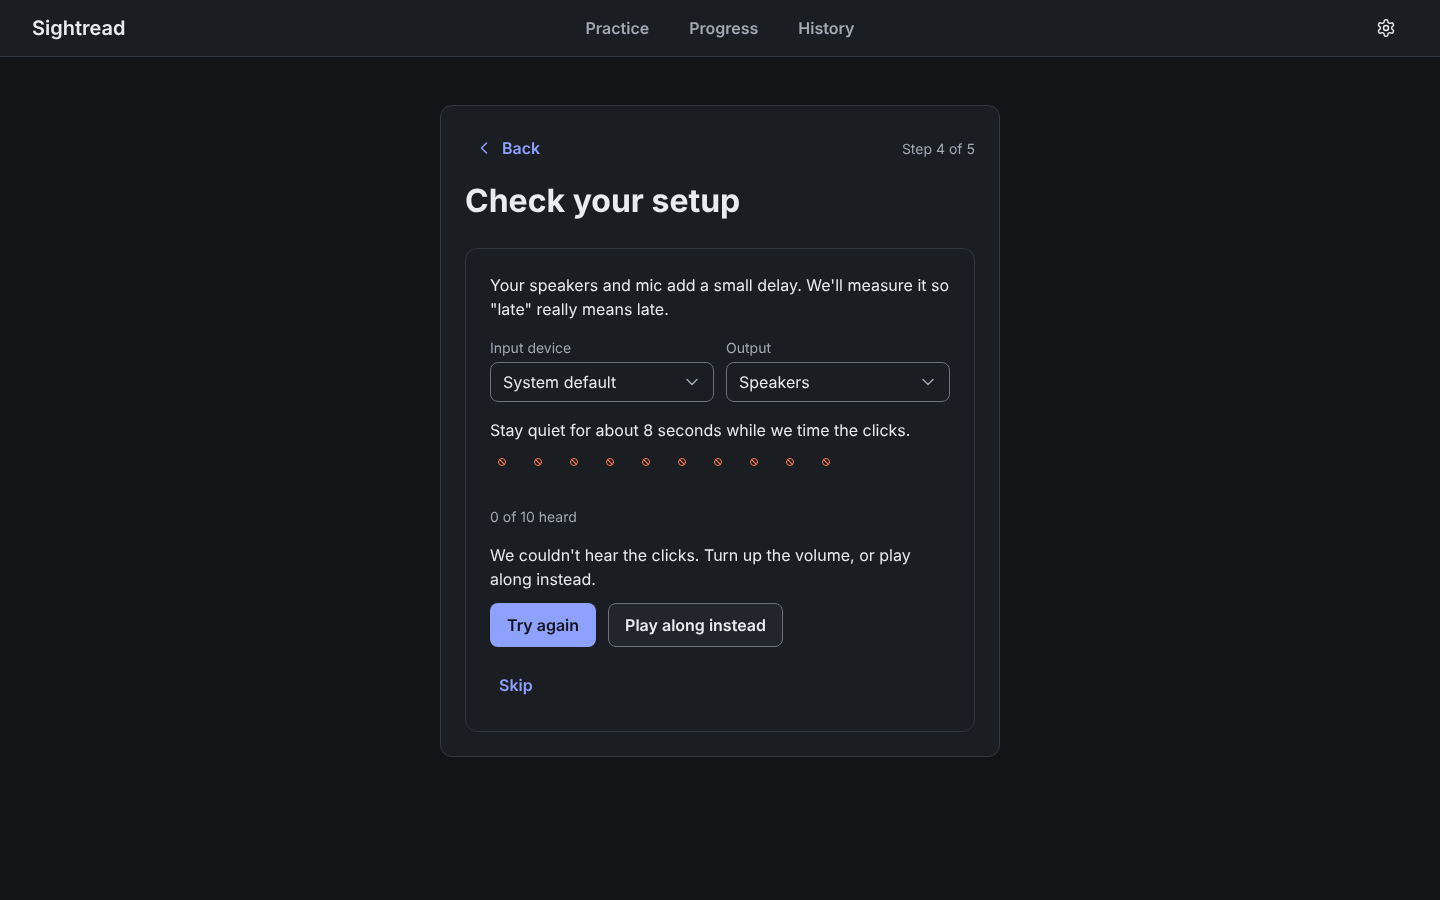 Sightread
Practice
Progress
History
Back
Step 4 of 5
Check your setup
Your speakers and mic add a small delay. We'll measure it so
"late" really means late.
Input device
Output
System default
Speakers
Stay quiet for about 8 seconds while we time the clicks.
0 of 10 heard
We couldn't hear the clicks. Turn up the volume, or play
along instead.
Try again
Play along instead
Skip